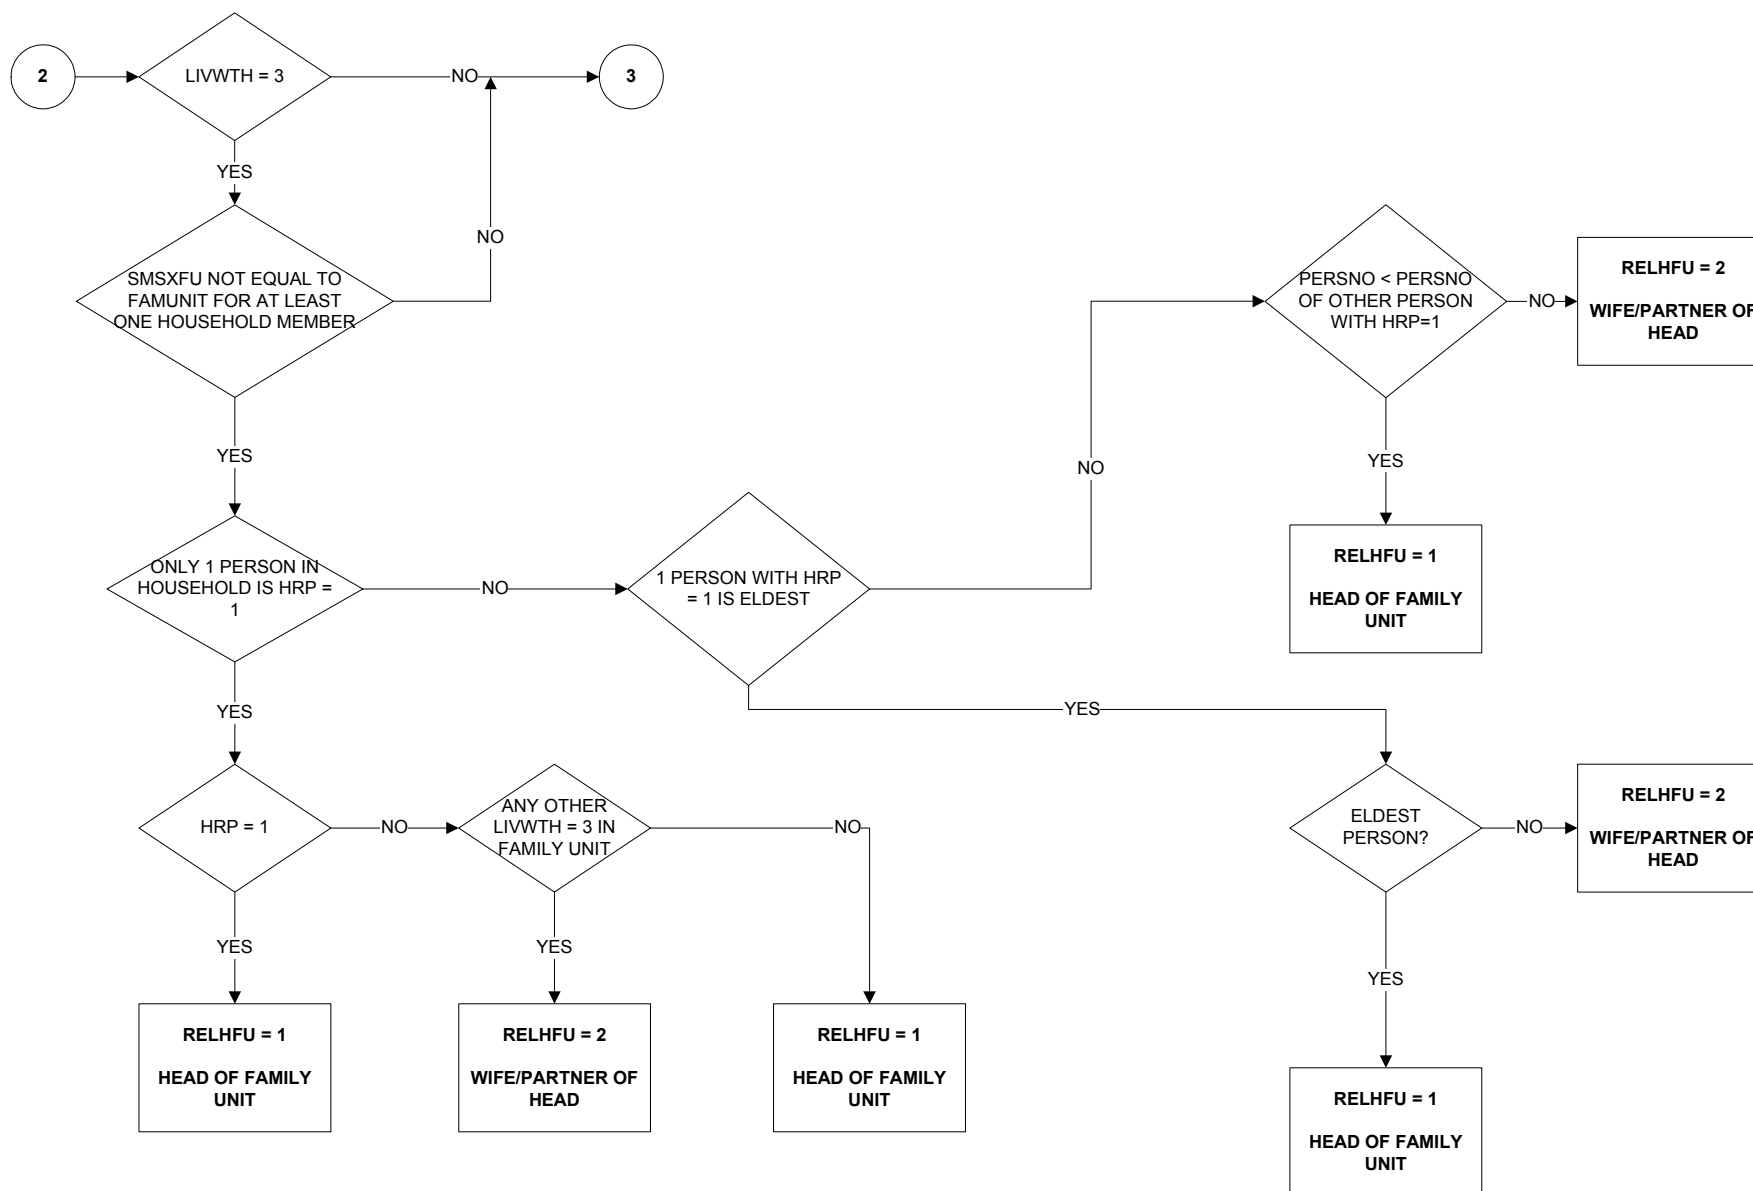 2
LIVWTH = 3
NO
3
YES
SMSXFU NOT EQUAL TO
FAMUNIT FOR AT LEAST
ONE HOUSEHOLD MEMBER
NO
PERSNO < PERSNO
OF OTHER PERSON
WITH HRP=1
NO
RELHFU = 2
WIFE/PARTNER OF
HEAD
YES
YES
NO
RELHFU = 1
HEAD OF FAMILY
UNIT
ONLY 1 PERSON IN
HOUSEHOLD IS HRP =
1
NO
1 PERSON WITH HRP
= 1 IS ELDEST
YES
YES
HRP = 1
NO
ANY OTHER
LIVWTH = 3 IN
FAMILY UNIT
NO
ELDEST
PERSON?
NO
RELHFU = 2
WIFE/PARTNER OF
HEAD
YES
YES
YES
RELHFU = 1
HEAD OF FAMILY
UNIT
RELHFU = 2
WIFE/PARTNER OF
HEAD
RELHFU = 1
HEAD OF FAMILY
UNIT
RELHFU = 1
HEAD OF FAMILY
UNIT